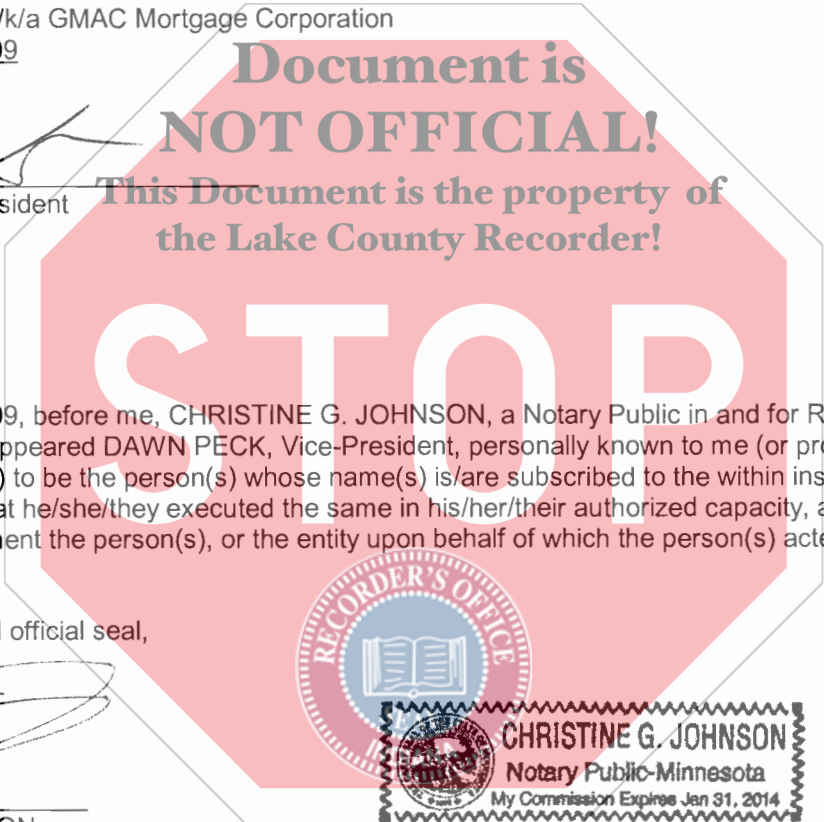 /k/a GMAC Mortgage Corporation
9
Document is
NOT OFFICIAL!
This Document is the property of
the Lake County Recorder!
sident
STOP
9, before me, CHRISTINE G. JOHNSON, a Notary Public in and for R
ppeared DAWN PECK, Vice-President, personally known to me (or pro
) to be the person(s) whose name(s) is/are subscribed to the within ins
at he/she/they executed the same in his/her/their authorized capacity, a
ent the person(s), or the entity upon behalf of which the person(s) acte
RECORDER'S OFFICE
official seal,
SEAL
CHRISTINE G. JOHNSON
Notary Public-Minnesota
My Commission Expires Jan 31, 2014
ON